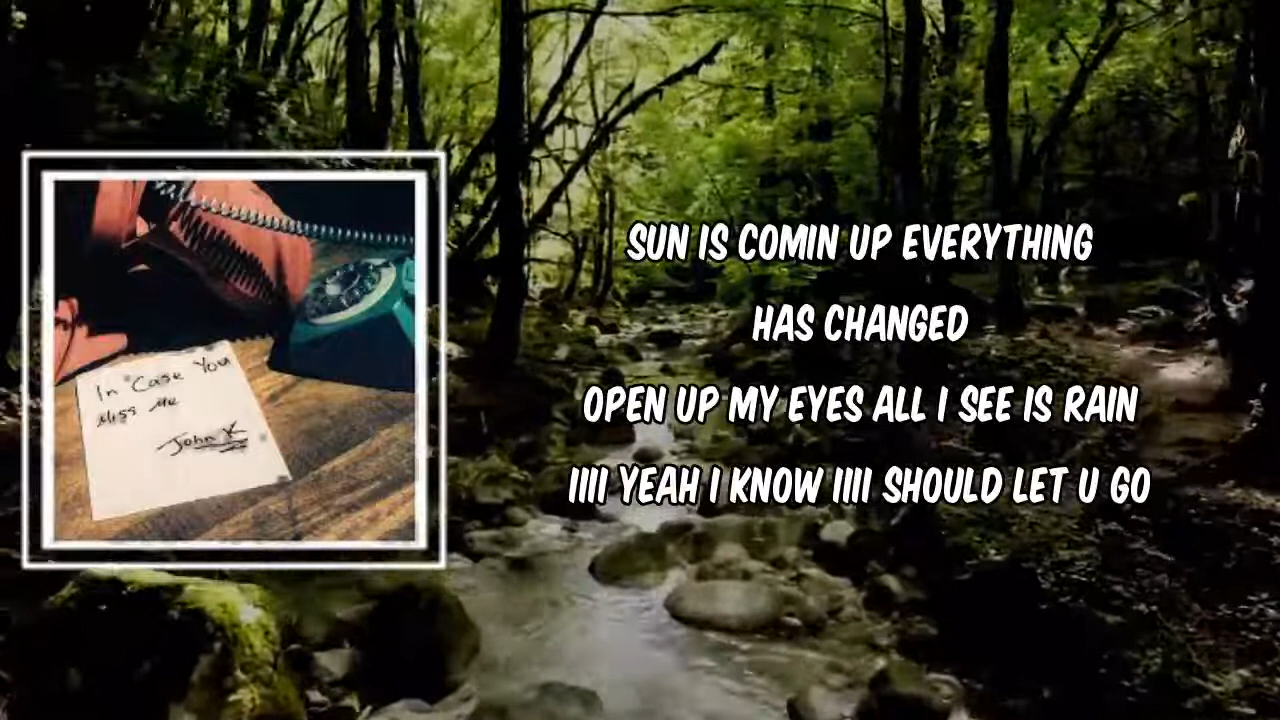 In Case You
Miss Me
John K
SUN IS COMIN UP EVERYTHING
HAS CHANGED
OPEN UP MY EYES ALL I SEE IS RAIN
IIII YEAH I KNOW IIII SHOULD LET U GO